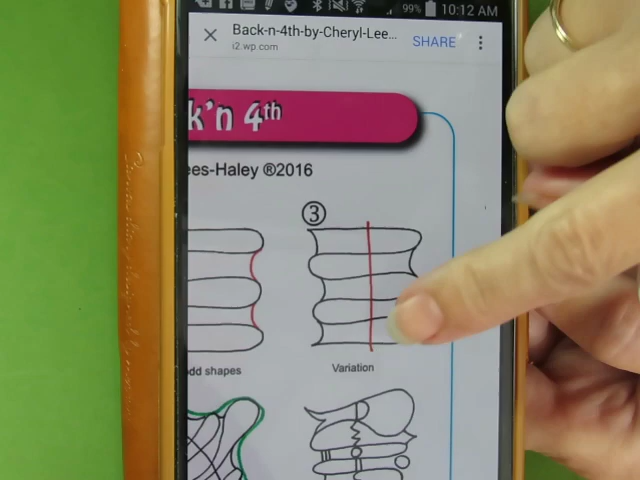 99% 10:12 AM
Back-n-4th-by-Cheryl-Lee...
i2.wp.com
SHARE
k'n 4th
ees-Haley ®2016
3
dd shapes
Variation